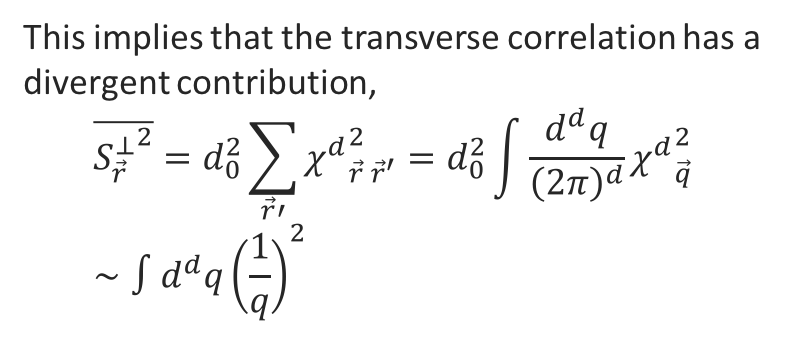 This implies that the transverse correlation has a
divergent contribution,
$\overline{S_{\vec{r}}^{\perp 2}} = d_0^2 \sum_{\vec{r}'} {\chi^d}_{\vec{r}\,\vec{r}'}^2 = d_0^2 \int \frac{d^d q}{(2\pi)^d} {\chi^d}_{\vec{q}}^2$
$\sim \int d^d q \left(\frac{1}{q}\right)^2$